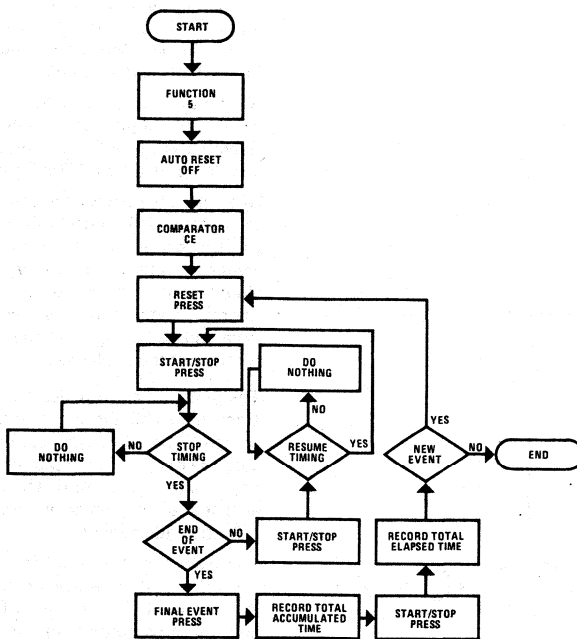 START
FUNCTION
5
AUTO RESET
OFF
COMPARATOR
CE
RESET
PRESS
START/STOP
PRESS
DO
NOTHING
NO
YES
DO
NOTHING
NO
STOP
TIMING
RESUME
TIMING
YES
NEW
EVENT
NO
END
YES
END
OF
EVENT
NO
START/STOP
PRESS
RECORD TOTAL
ELAPSED TIME
YES
FINAL EVENT
PRESS
RECORD TOTAL
ACCUMULATED
TIME
START/STOP
PRESS